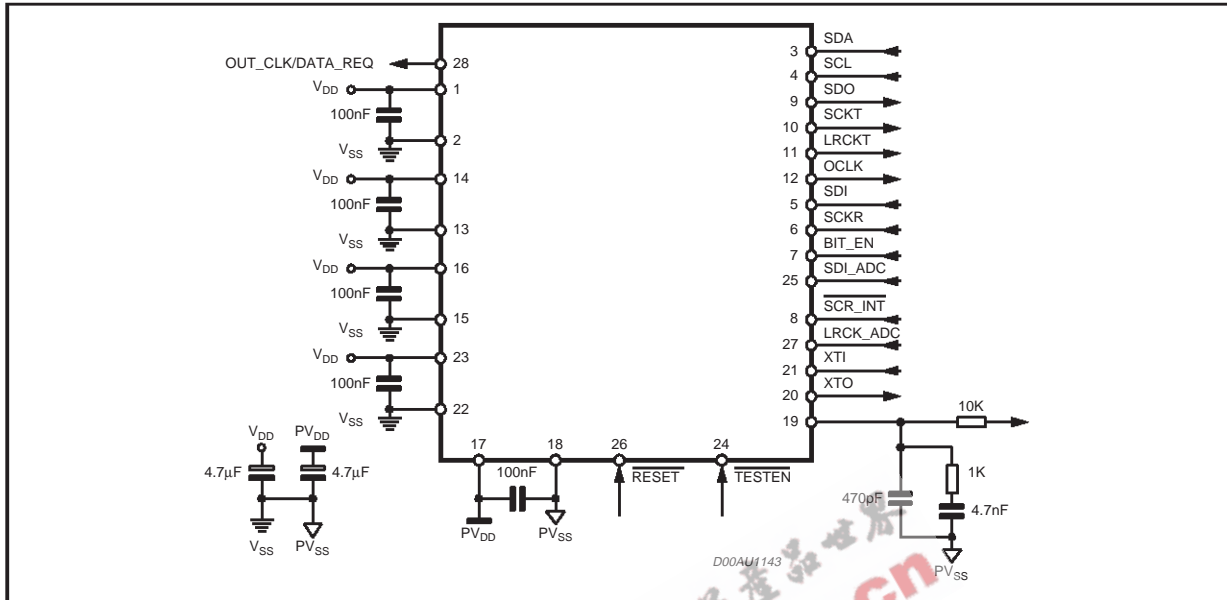 OUT_CLK/DATA_REQ
28
VDD
1
100nF
2
VSS
VDD
14
100nF
13
VSS
VDD
16
100nF
15
VSS
VDD
23
100nF
22
VSS
3
SDA
4
SCL
9
SDO
10
SCKT
11
LRCKT
12
OCLK
5
SDI
6
SCKR
7
BIT_EN
25
SDI_ADC
8
SCR_INT
27
LRCK_ADC
21
XTI
20
XTO
19
10K
1K
470pF
4.7nF
PVSS
VDD
PVDD
4.7µF
4.7µF
VSS
PVSS
17
18
26
24
100nF
RESET
TESTEN
PVDD
PVSS
D00AU1143
產品世界
.cn